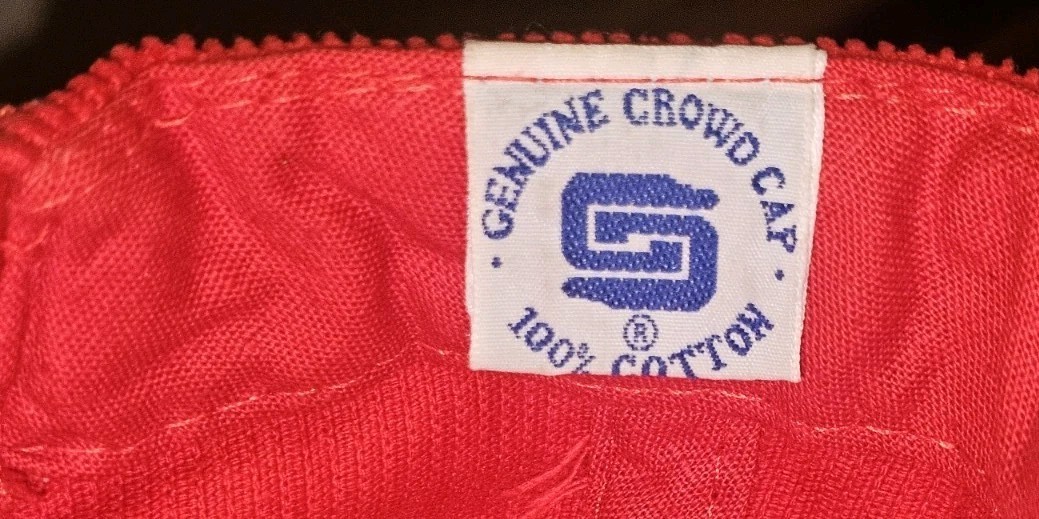 GENUINE CROWD CAP
®
100% COTTON